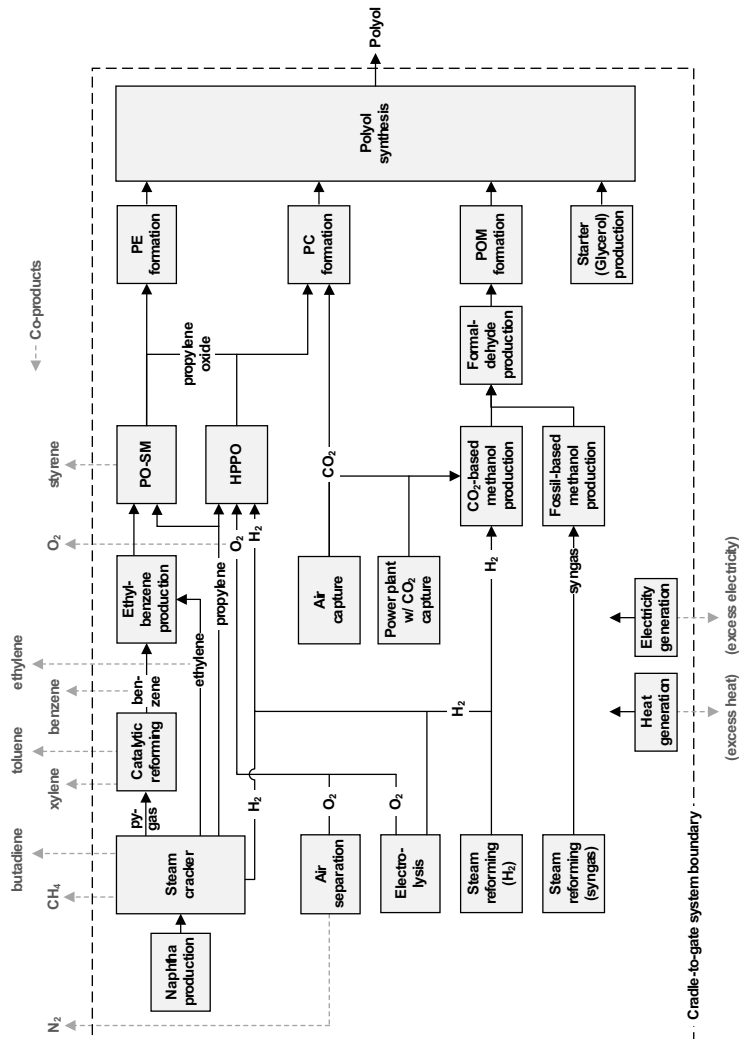 Co-products
N₂
CH₄
butadiene
xylene
toluene
benzene
ethylene
O₂
styrene
Naphtha
production
Steam
cracker
py-
gas
Catalytic
reforming
ben-
zene
Ethyl-
benzene
production
PO-SM
PE
formation
ethylene
propylene
H₂
O₂
H₂
HPPO
propylene
oxide
PC
formation
Air
separation
O₂
Air
capture
CO₂
Electro-
lysis
O₂
H₂
Power plant
w/ CO₂
capture
Steam
reforming
(H₂)
H₂
CO₂-based
methanol
production
Formal-
dehyde
production
POM
formation
Steam
reforming
(syngas)
syngas
Fossil-based
methanol
production
Starter
(Glycerol)
production
Polyol
synthesis
Polyol
Heat
generation
Electricity
generation
(excess heat)
(excess electricity)
Cradle-to-gate system boundary